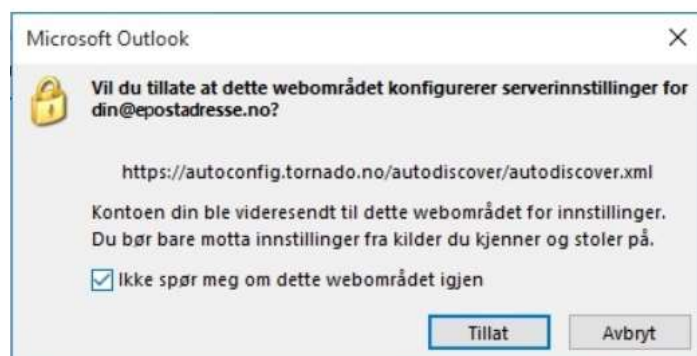 Microsoft Outlook
Vil du tillate at dette webområdet konfigurerer serverinnstillinger for
din@epostadresse.no?
https://autoconfig.tornado.no/autodiscover/autodiscover.xml
Kontoen din ble videresendt til dette webområdet for innstillinger.
Du bør bare motta innstillinger fra kilder du kjenner og stoler på.
Ikke spør meg om dette webområdet igjen
Tillat
Avbryt